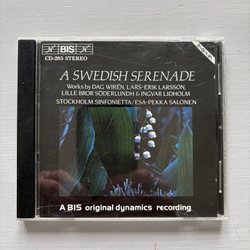 BIS
CD-285 STEREO
A SWEDISH SERENADE
Works by DAG WIRÉN, LARS-ERIK LARSSON,
LILLE BROR SÖDERLUNDH & INGVAR LIDHOLM
STOCKHOLM SINFONIETTA/ESA-PEKKA SALONEN
A BIS original dynamics recording